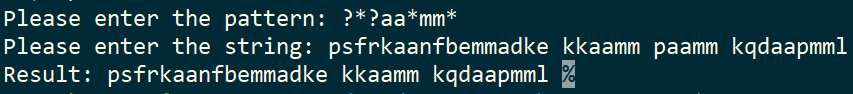 Please enter the pattern: ?*?aa*mm*
Please enter the string: psfrkaanfbemmadke kkaamm paamm kqdaapmml
Result: psfrkaanfbemmadke kkaamm kqdaapmml %